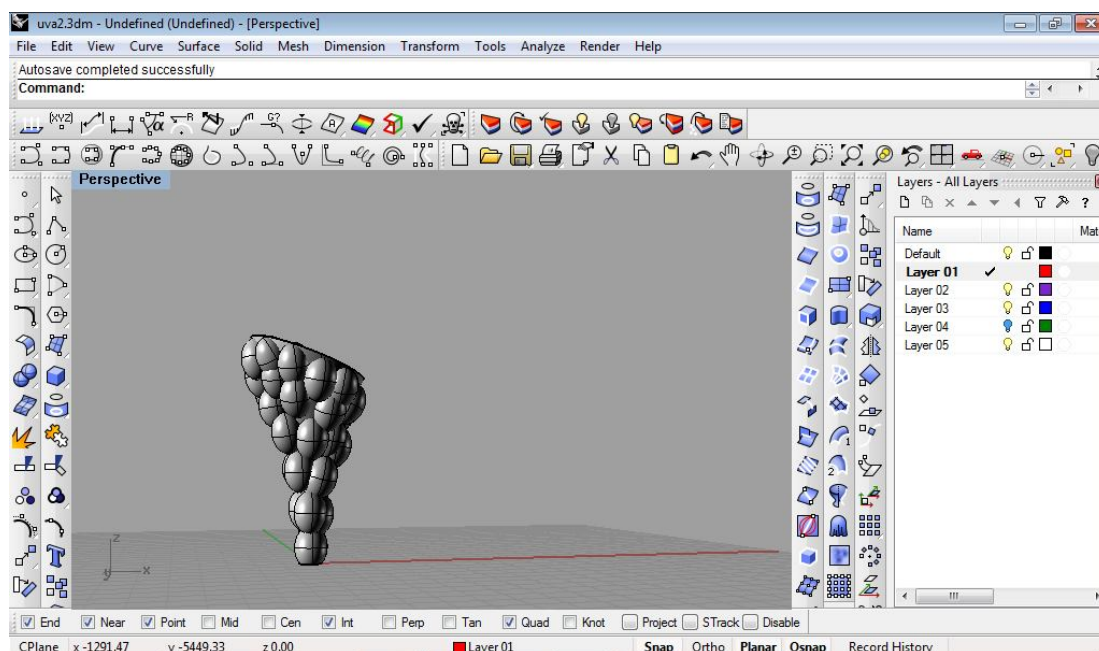 uva2.3dm - Undefined (Undefined) - [Perspective]
File Edit View Curve Surface Solid Mesh Dimension Transform Tools Analyze Render Help
Autosave completed successfully
Command:
Perspective
Layers - All Layers
Name Mat
Default
Layer 01
Layer 02
Layer 03
Layer 04
Layer 05
z
y x
End Near Point Mid Cen Int Perp Tan Quad Knot Project STrack Disable
CPlane x -1291.47 y -5449.33 z 0.00 Layer 01 Snap Ortho Planar Osnap Record History